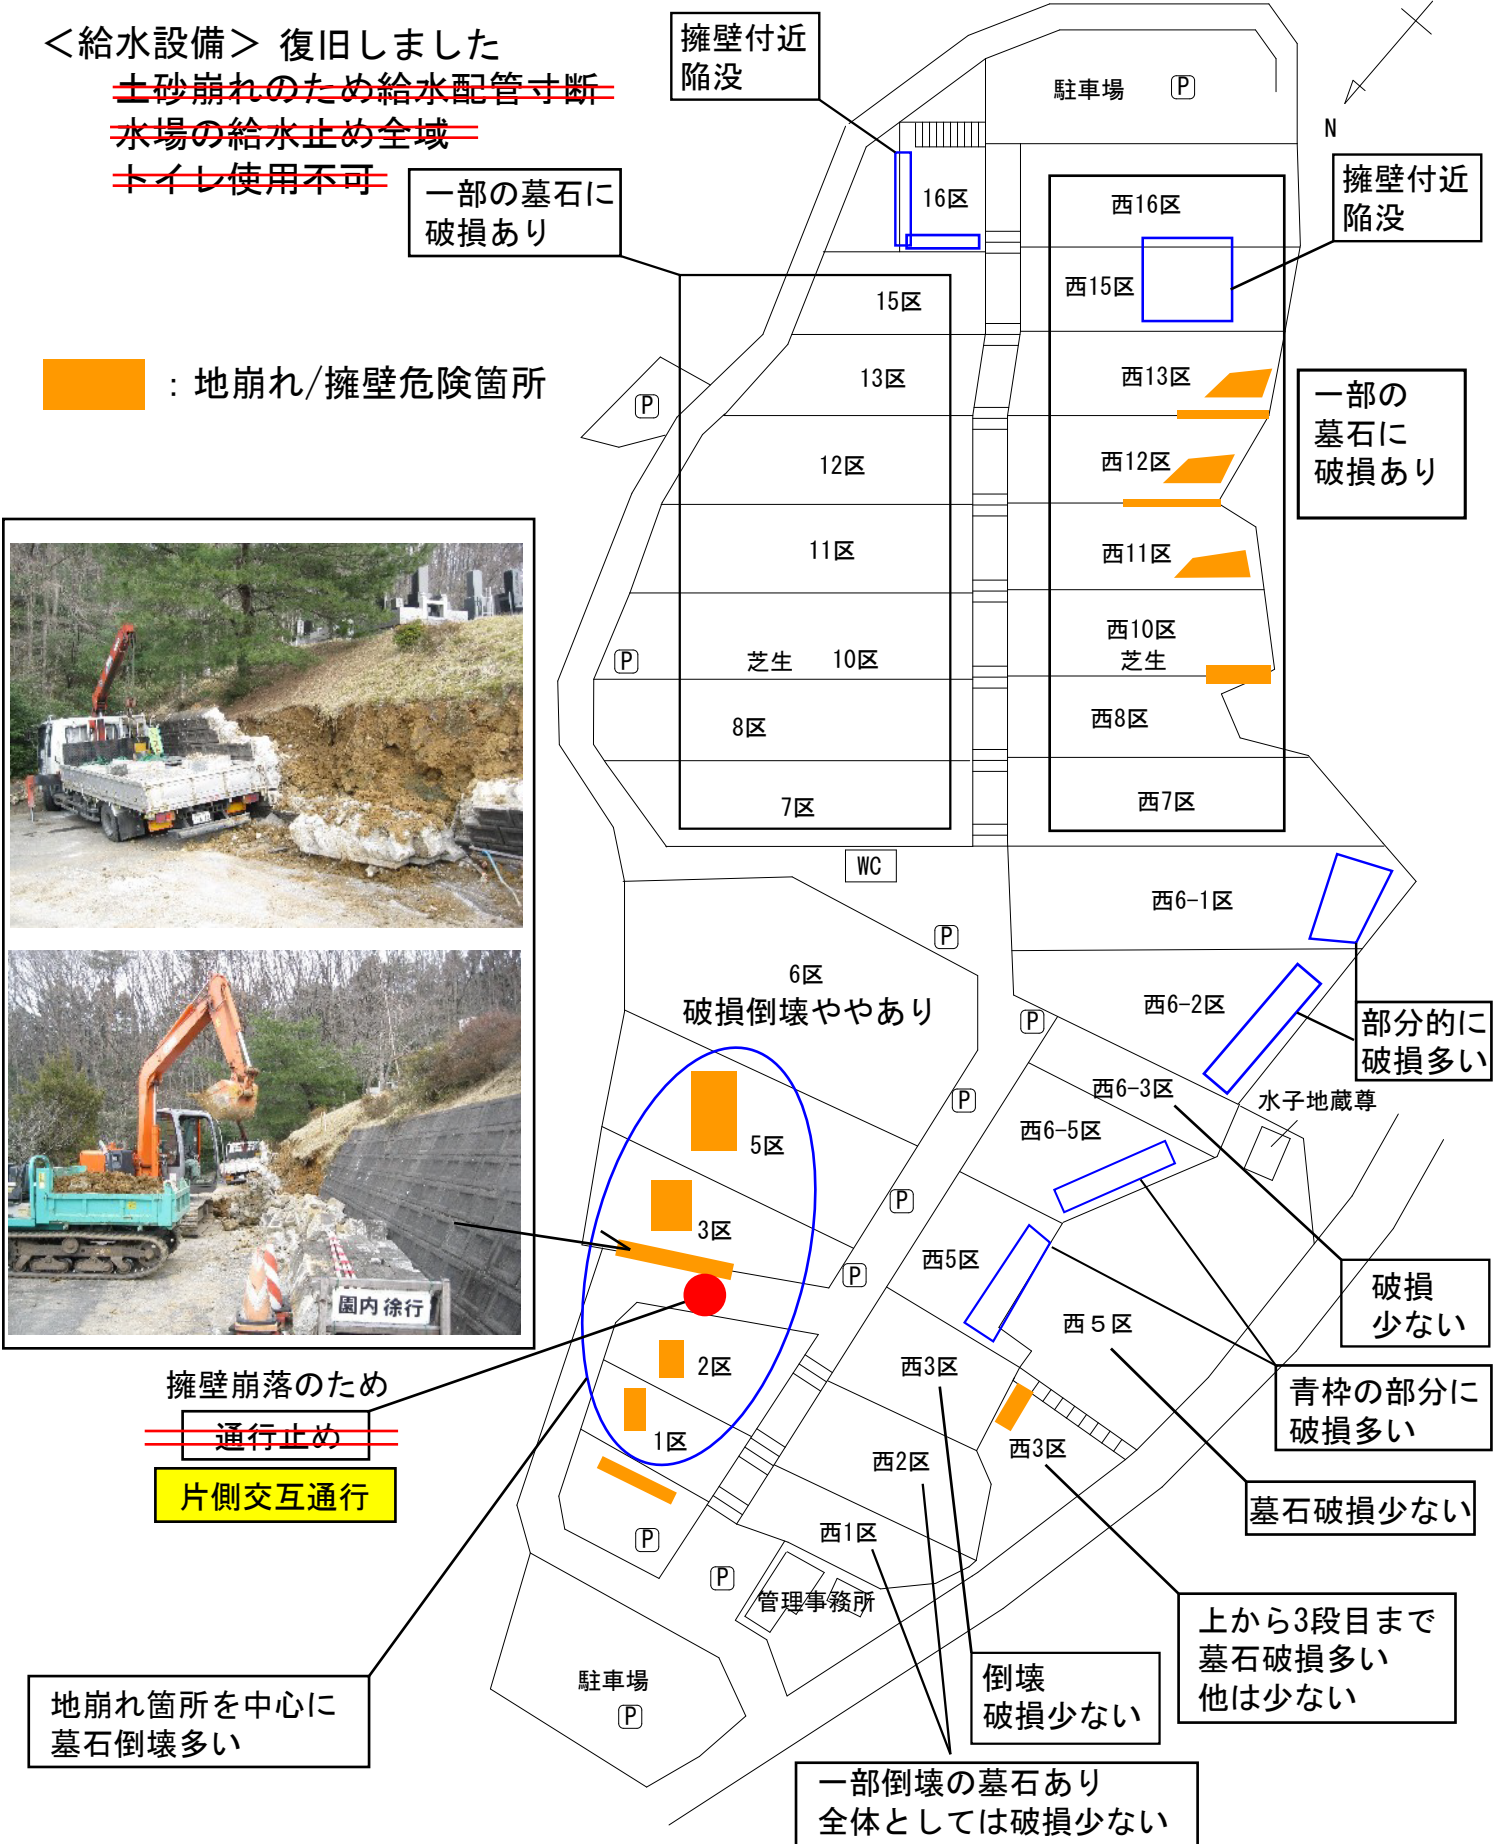 ＜給水設備＞ 復旧しました
土砂崩れのため給水配管寸断
水場の給水止め全域
トイレ使用不可
擁壁付近
陥没
駐車場 P
N
一部の墓石に
破損あり
擁壁付近
陥没
16区
西16区
15区
西15区
：地崩れ/擁壁危険箇所
13区
西13区
P
一部の
墓石に
破損あり
12区
西12区
11区
西11区
P
芝生 10区
西10区
芝生
8区
西8区
7区
西7区
WC
西6-1区
P
6区
破損倒壊ややあり
西6-2区
P
部分的に
破損多い
西6-3区
水子地蔵尊
P
西6-5区
5区
P
3区
西5区
P
園内徐行
破損
少ない
西５区
2区
西3区
擁壁崩落のため
通行止め
片側交互通行
青枠の部分に
破損多い
1区
西2区
西3区
墓石破損少ない
西1区
P
P
管理事務所
上から3段目まで
墓石破損多い
他は少ない
駐車場
P
倒壊
破損少ない
地崩れ箇所を中心に
墓石倒壊多い
一部倒壊の墓石あり
全体としては破損少ない